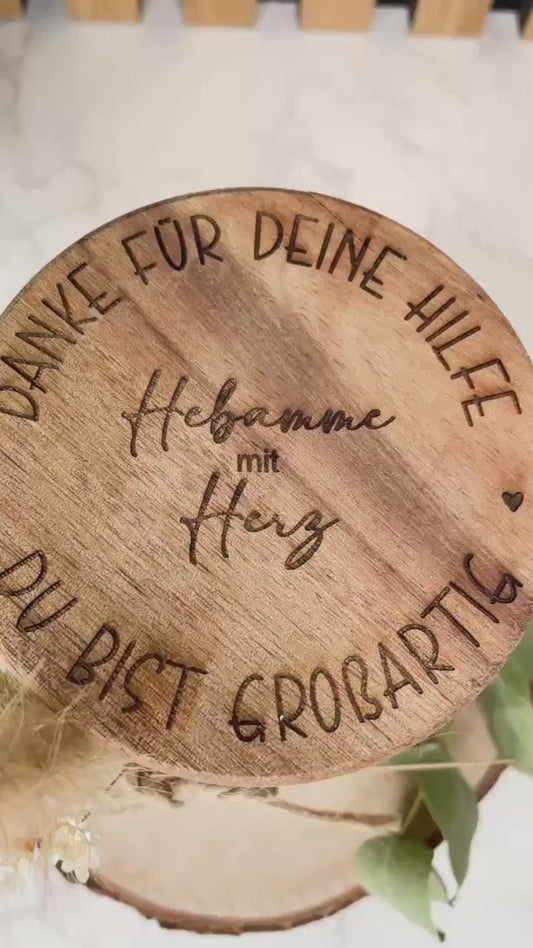 DANKE FÜR DEINE HILFE
Hebamme
mit
Herz
DU BIST GROßARTIG